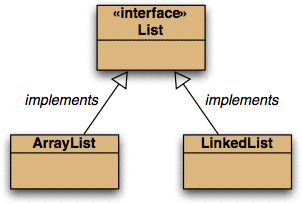 «interface»
List
implements
implements
ArrayList
LinkedList